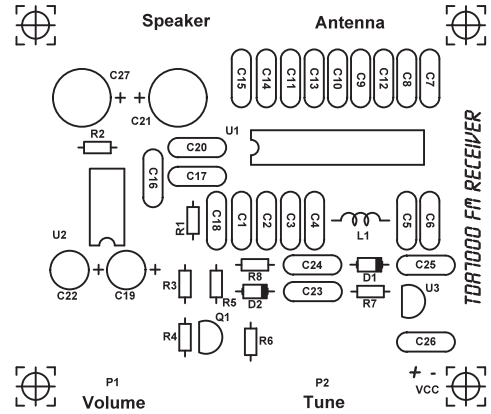 Speaker
Antenna
C27
C21
R2
C15
C14
C11
C13
C10
C9
C12
C8
C7
U1
C20
C16
C17
R1
C18
C1
C2
C3
C4
L1
C5
C6
U2
C22
C19
R3
R5
R8
D2
C24
C23
D1
R7
C25
U3
R4
Q1
R6
C26
TDA7000 FM RECEIVER
P1
Volume
P2
Tune
+ -
VCC